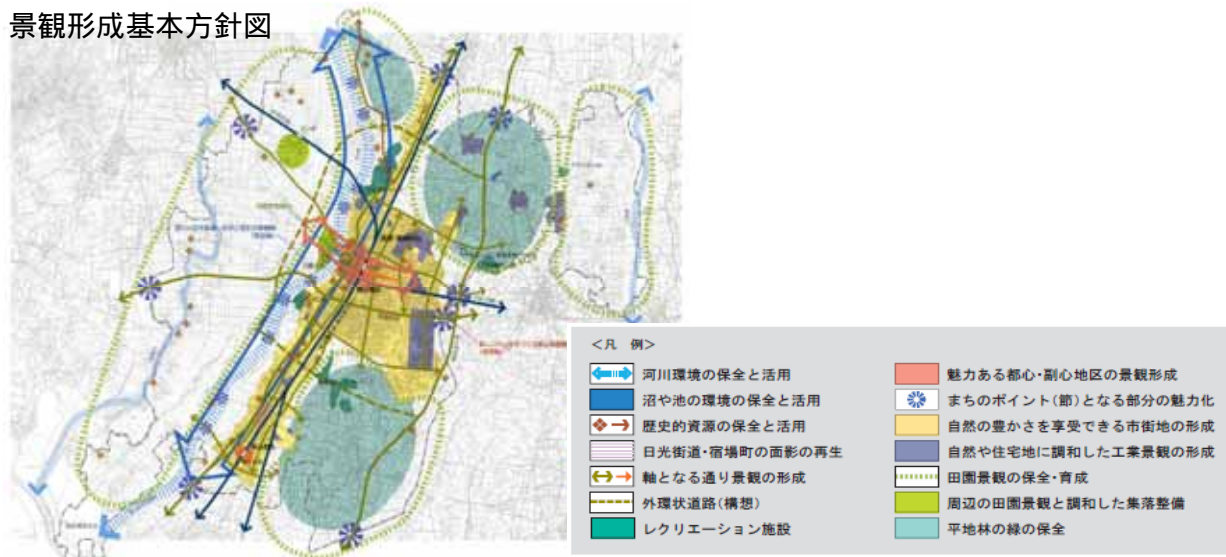 景観形成基本方針図
<凡 例>
河川環境の保全と活用
沼や池の環境の保全と活用
歴史的資源の保全と活用
日光街道・宿場町の面影の再生
軸となる通り景観の形成
外環状道路(構想)
レクリエーション施設
魅力ある都心・副心地区の景観形成
まちのポイント(節)となる部分の魅力化
自然の豊かさを享受できる市街地の形成
自然や住宅地に調和した工業景観の形成
田園景観の保全・育成
周辺の田園景観と調和した集落整備
平地林の緑の保全